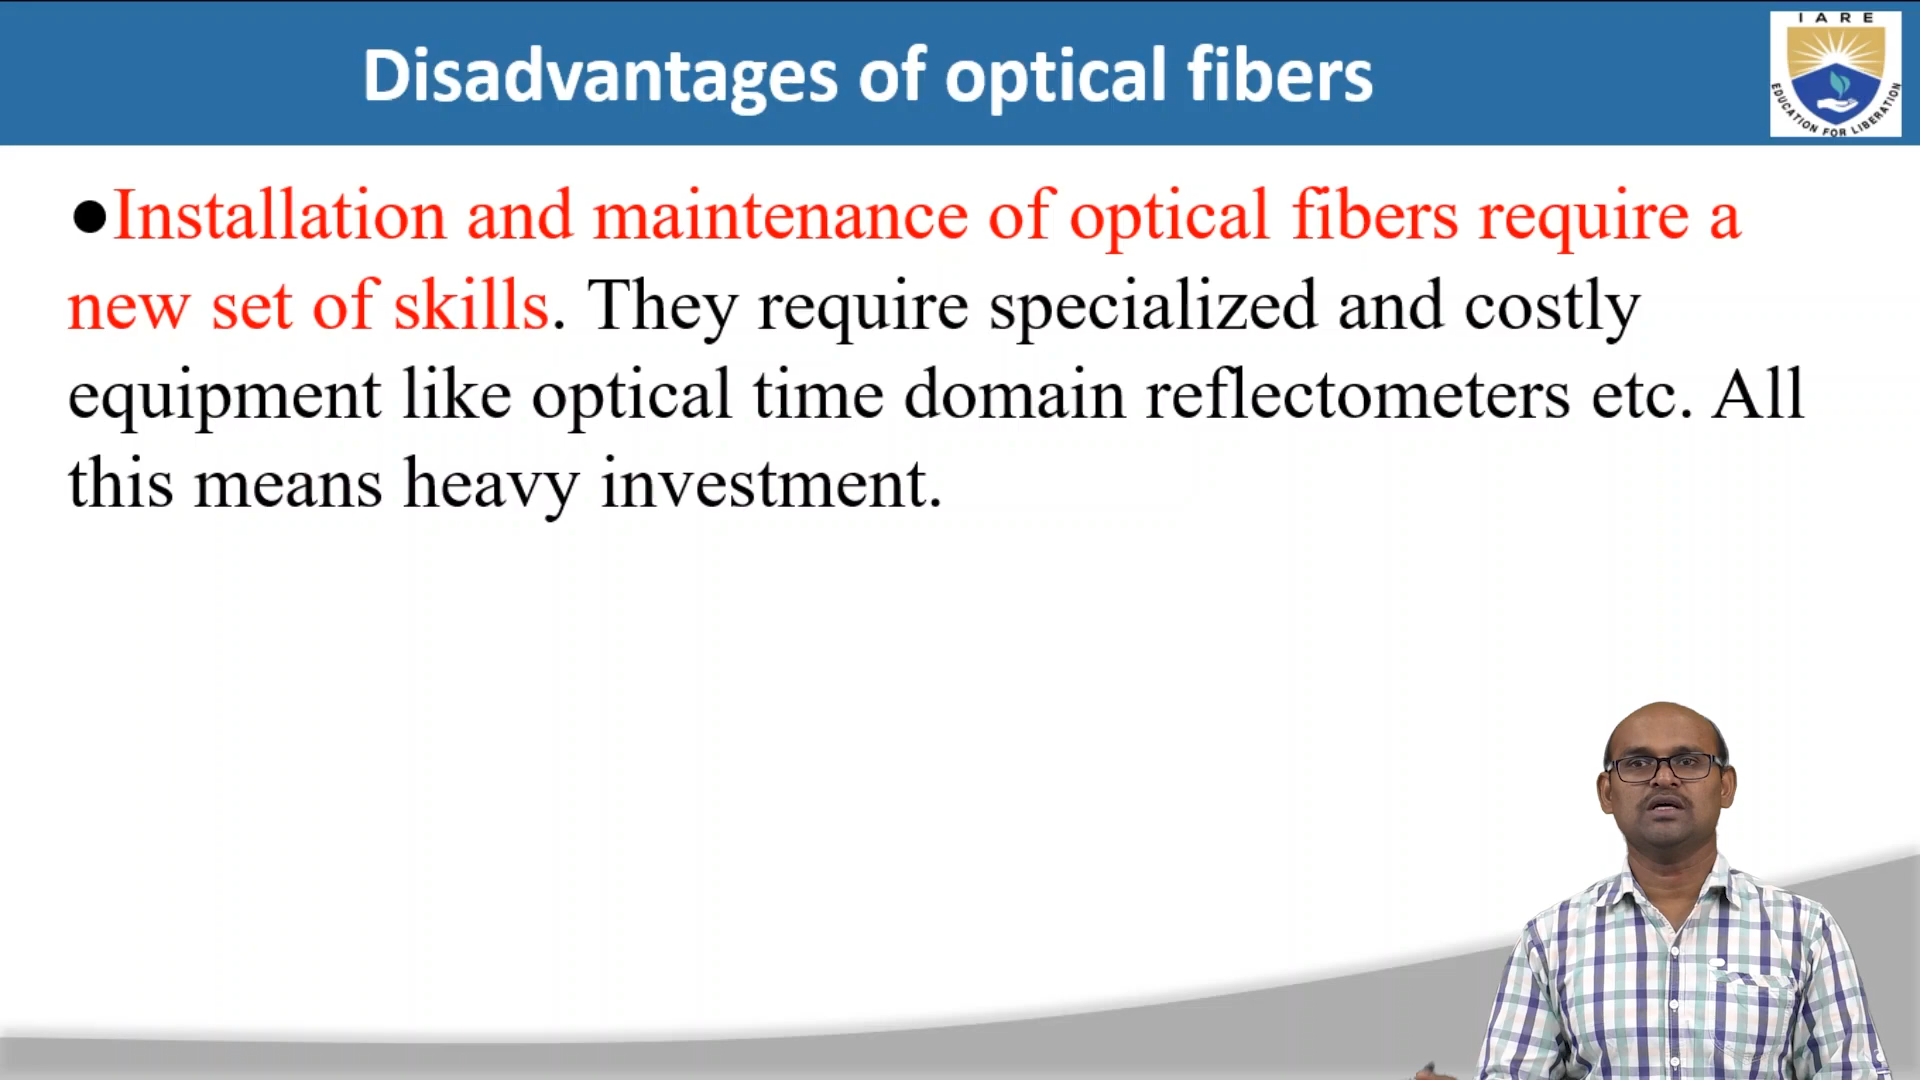 Disadvantages of optical fibers
IARE
EDUCATION FOR LIBERATION
●Installation and maintenance of optical fibers require a
new set of skills. They require specialized and costly
equipment like optical time domain reflectometers etc. All
this means heavy investment.